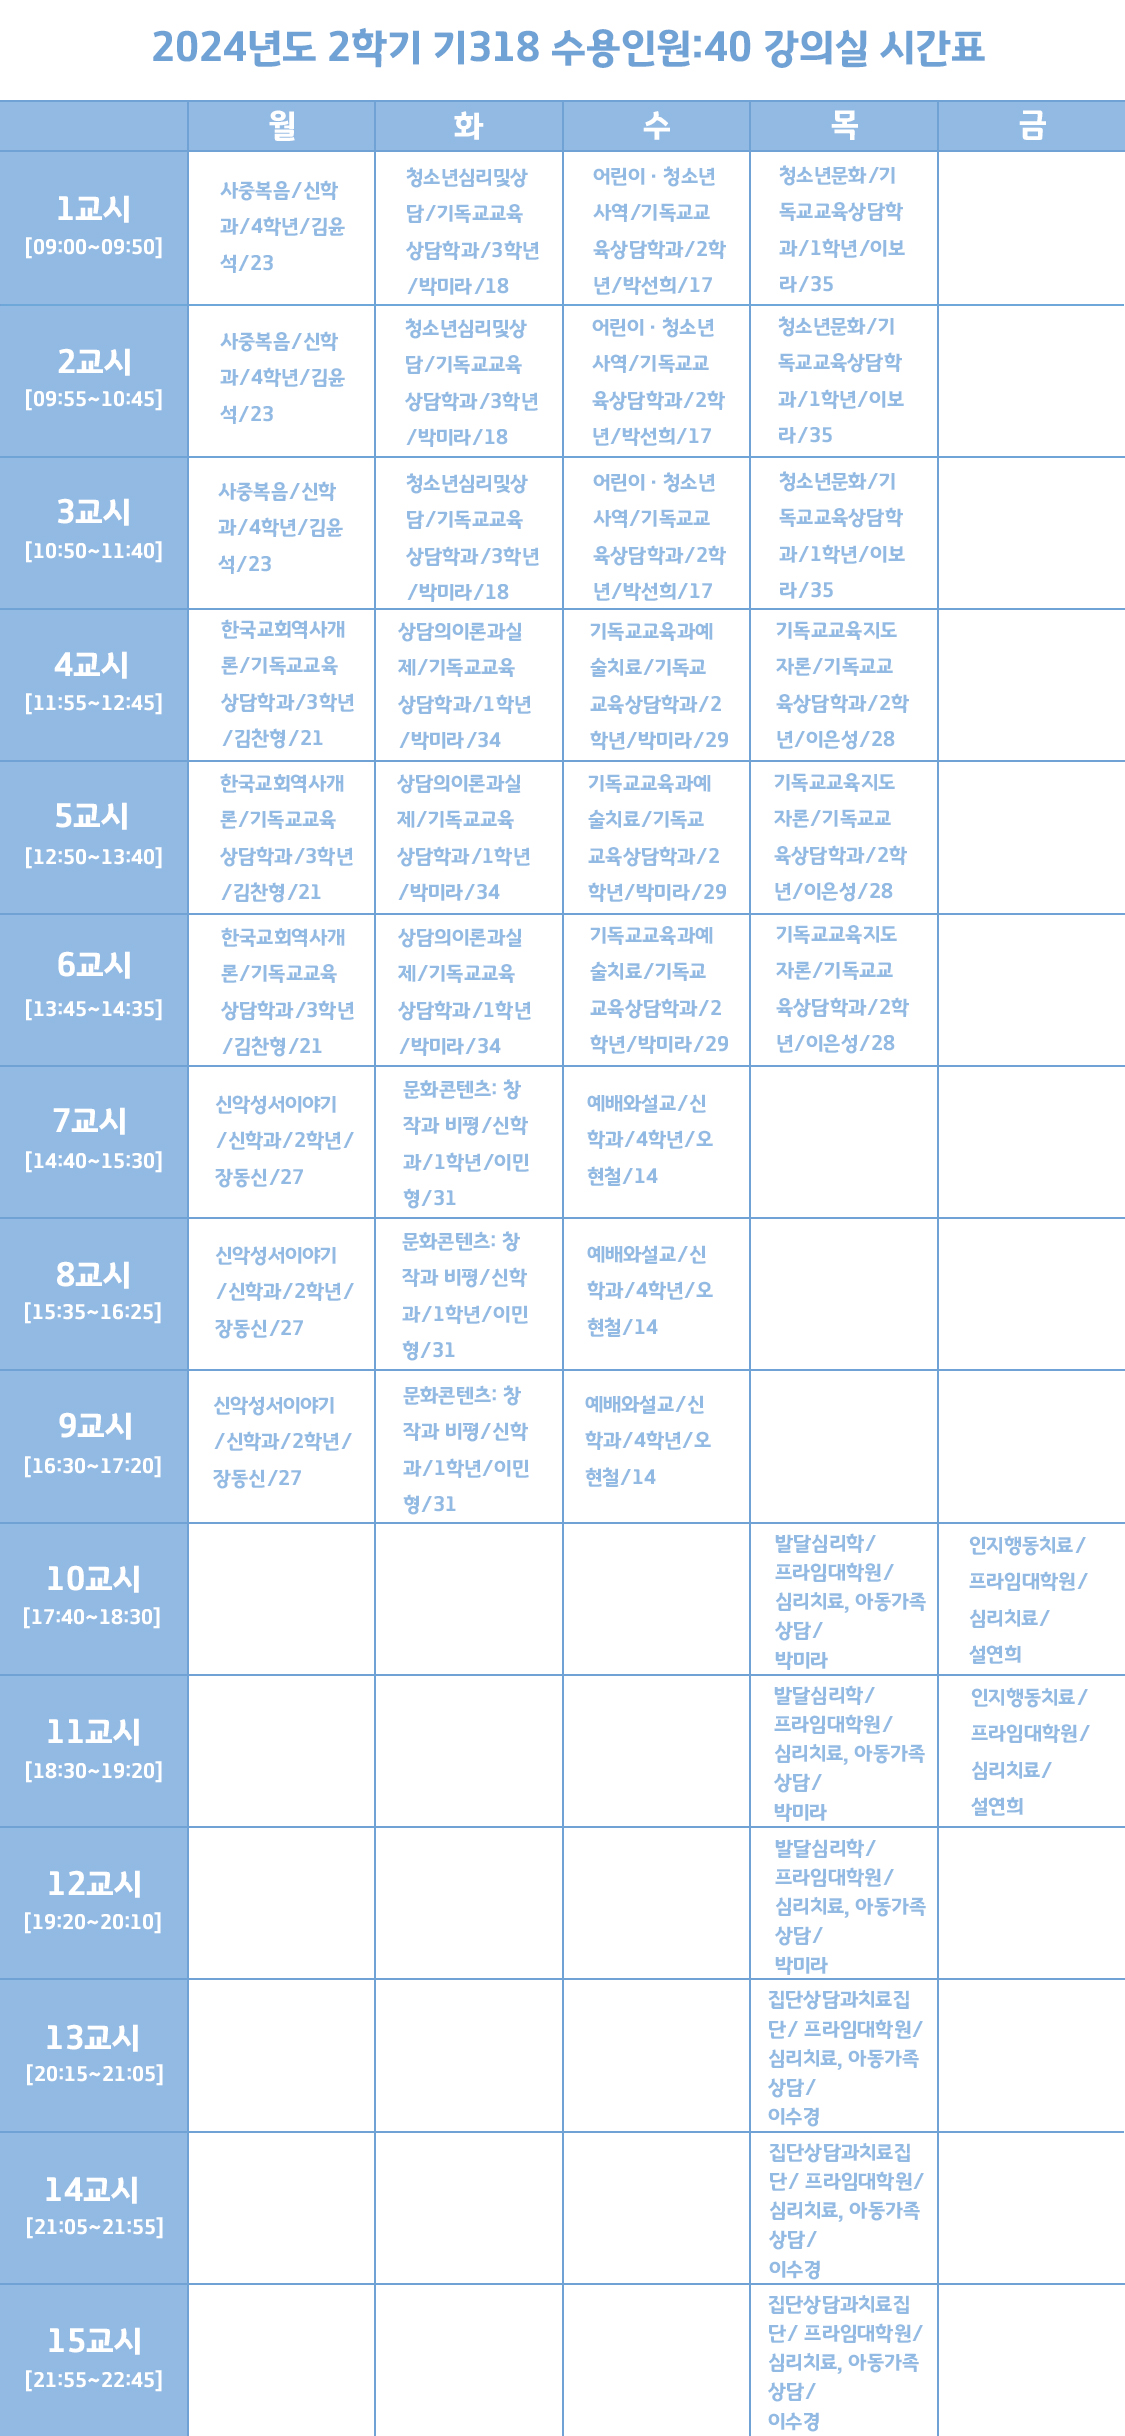 2024년도 2학기 기318 수용인원:40 강의실 시간표
월 화 수 목 금
1교시
[09:00~09:50]
사중복음/신학
과/4학년/김윤
석/23
청소년심리및상
담/기독교교육
상담학과/3학년
/박미라/18
어린이 · 청소년
사역/기독교교
육상담학과/2학
년/박선희/17
청소년문화/기
독교교육상담학
과/1학년/이보
라/35
2교시
[09:55~10:45]
사중복음/신학
과/4학년/김윤
석/23
청소년심리및상
담/기독교교육
상담학과/3학년
/박미라/18
어린이 · 청소년
사역/기독교교
육상담학과/2학
년/박선희/17
청소년문화/기
독교교육상담학
과/1학년/이보
라/35
3교시
[10:50~11:40]
사중복음/신학
과/4학년/김윤
석/23
청소년심리및상
담/기독교교육
상담학과/3학년
/박미라/18
어린이 · 청소년
사역/기독교교
육상담학과/2학
년/박선희/17
청소년문화/기
독교교육상담학
과/1학년/이보
라/35
4교시
[11:55~12:45]
한국교회역사개
론/기독교교육
상담학과/3학년
/김찬형/21
상담의이론과실
제/기독교교육
상담학과/1학년
/박미라/34
기독교교육과예
술치료/기독교
교육상담학과/2
학년/박미라/29
기독교교육지도
자론/기독교교
육상담학과/2학
년/이은성/28
5교시
[12:50~13:40]
한국교회역사개
론/기독교교육
상담학과/3학년
/김찬형/21
상담의이론과실
제/기독교교육
상담학과/1학년
/박미라/34
기독교교육과예
술치료/기독교
교육상담학과/2
학년/박미라/29
기독교교육지도
자론/기독교교
육상담학과/2학
년/이은성/28
6교시
[13:45~14:35]
한국교회역사개
론/기독교교육
상담학과/3학년
/김찬형/21
상담의이론과실
제/기독교교육
상담학과/1학년
/박미라/34
기독교교육과예
술치료/기독교
교육상담학과/2
학년/박미라/29
기독교교육지도
자론/기독교교
육상담학과/2학
년/이은성/28
7교시
[14:40~15:30]
신악성서이야기
/신학과/2학년/
장동신/27
문화콘텐츠: 창
작과 비평/신학
과/1학년/이민
형/31
예배와설교/신
학과/4학년/오
현철/14
8교시
[15:35~16:25]
신악성서이야기
/신학과/2학년/
장동신/27
문화콘텐츠: 창
작과 비평/신학
과/1학년/이민
형/31
예배와설교/신
학과/4학년/오
현철/14
9교시
[16:30~17:20]
신악성서이야기
/신학과/2학년/
장동신/27
문화콘텐츠: 창
작과 비평/신학
과/1학년/이민
형/31
예배와설교/신
학과/4학년/오
현철/14
10교시
[17:40~18:30]
발달심리학/
프라임대학원/
심리치료, 아동가족
상담/
박미라
인지행동치료/
프라임대학원/
심리치료/
설연희
11교시
[18:30~19:20]
발달심리학/
프라임대학원/
심리치료, 아동가족
상담/
박미라
인지행동치료/
프라임대학원/
심리치료/
설연희
12교시
[19:20~20:10]
발달심리학/
프라임대학원/
심리치료, 아동가족
상담/
박미라
13교시
[20:15~21:05]
집단상담과치료집
단/ 프라임대학원/
심리치료, 아동가족
상담/
이수경
14교시
[21:05~21:55]
집단상담과치료집
단/ 프라임대학원/
심리치료, 아동가족
상담/
이수경
15교시
[21:55~22:45]
집단상담과치료집
단/ 프라임대학원/
심리치료, 아동가족
상담/
이수경